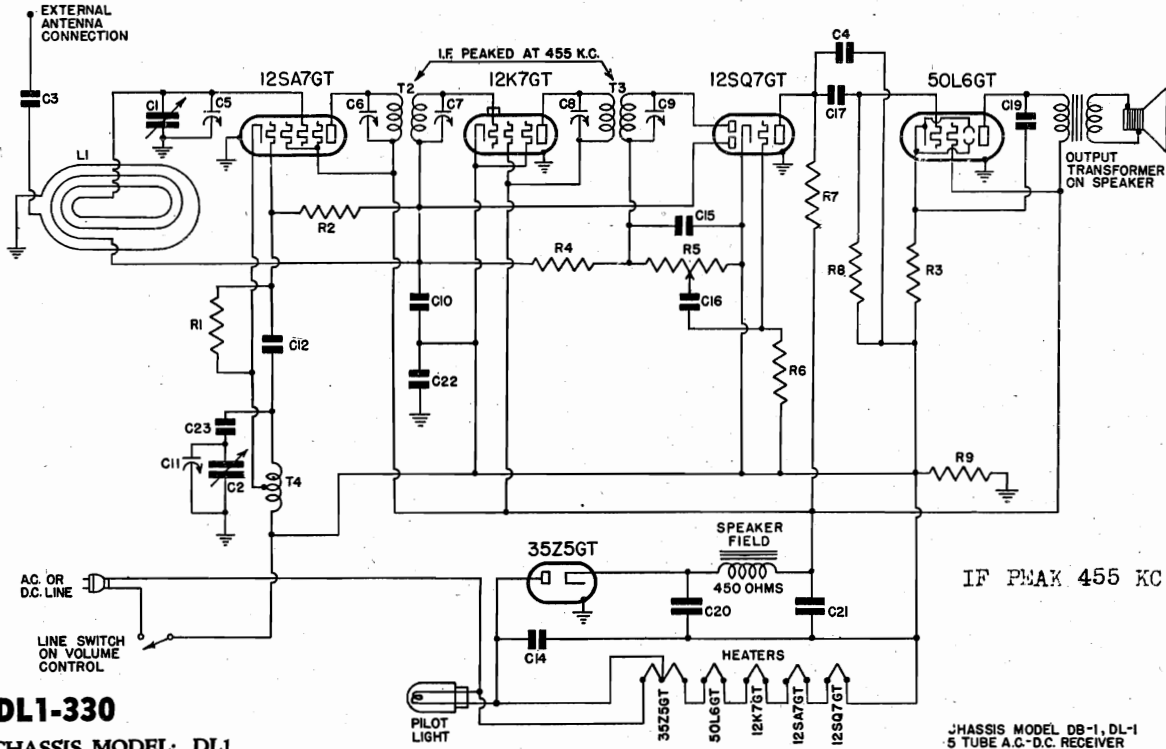 EXTERNAL
ANTENNA
CONNECTION
C3
C1
C5
L1
12SA7GT
I.F. PEAKED AT 455 K.C.
T2
C6
C7
12K7GT
T3
C8
C9
12SQ7GT
C4
C17
50L6GT
C19
OUTPUT
TRANSFORMER
ON SPEAKER
R2
R7
C15
R4
R5
R8
R3
C10
C16
R1
C12
C22
R6
C23
C11
C2
T4
R9
35Z5GT
SPEAKER
FIELD
450 OHMS
IF PEAK 455 KC
A.C. OR
D.C. LINE
C20
C21
LINE SWITCH
ON VOLUME
CONTROL
C14
HEATERS
35Z5GT
50L6GT
12K7GT
12SA7GT
12SQ7GT
PILOT
LIGHT
DL1-330
CHASSIS MODEL: DL1
CHASSIS MODEL DB-1, DL-1
5 TUBE A.C.-D.C. RECEIVER